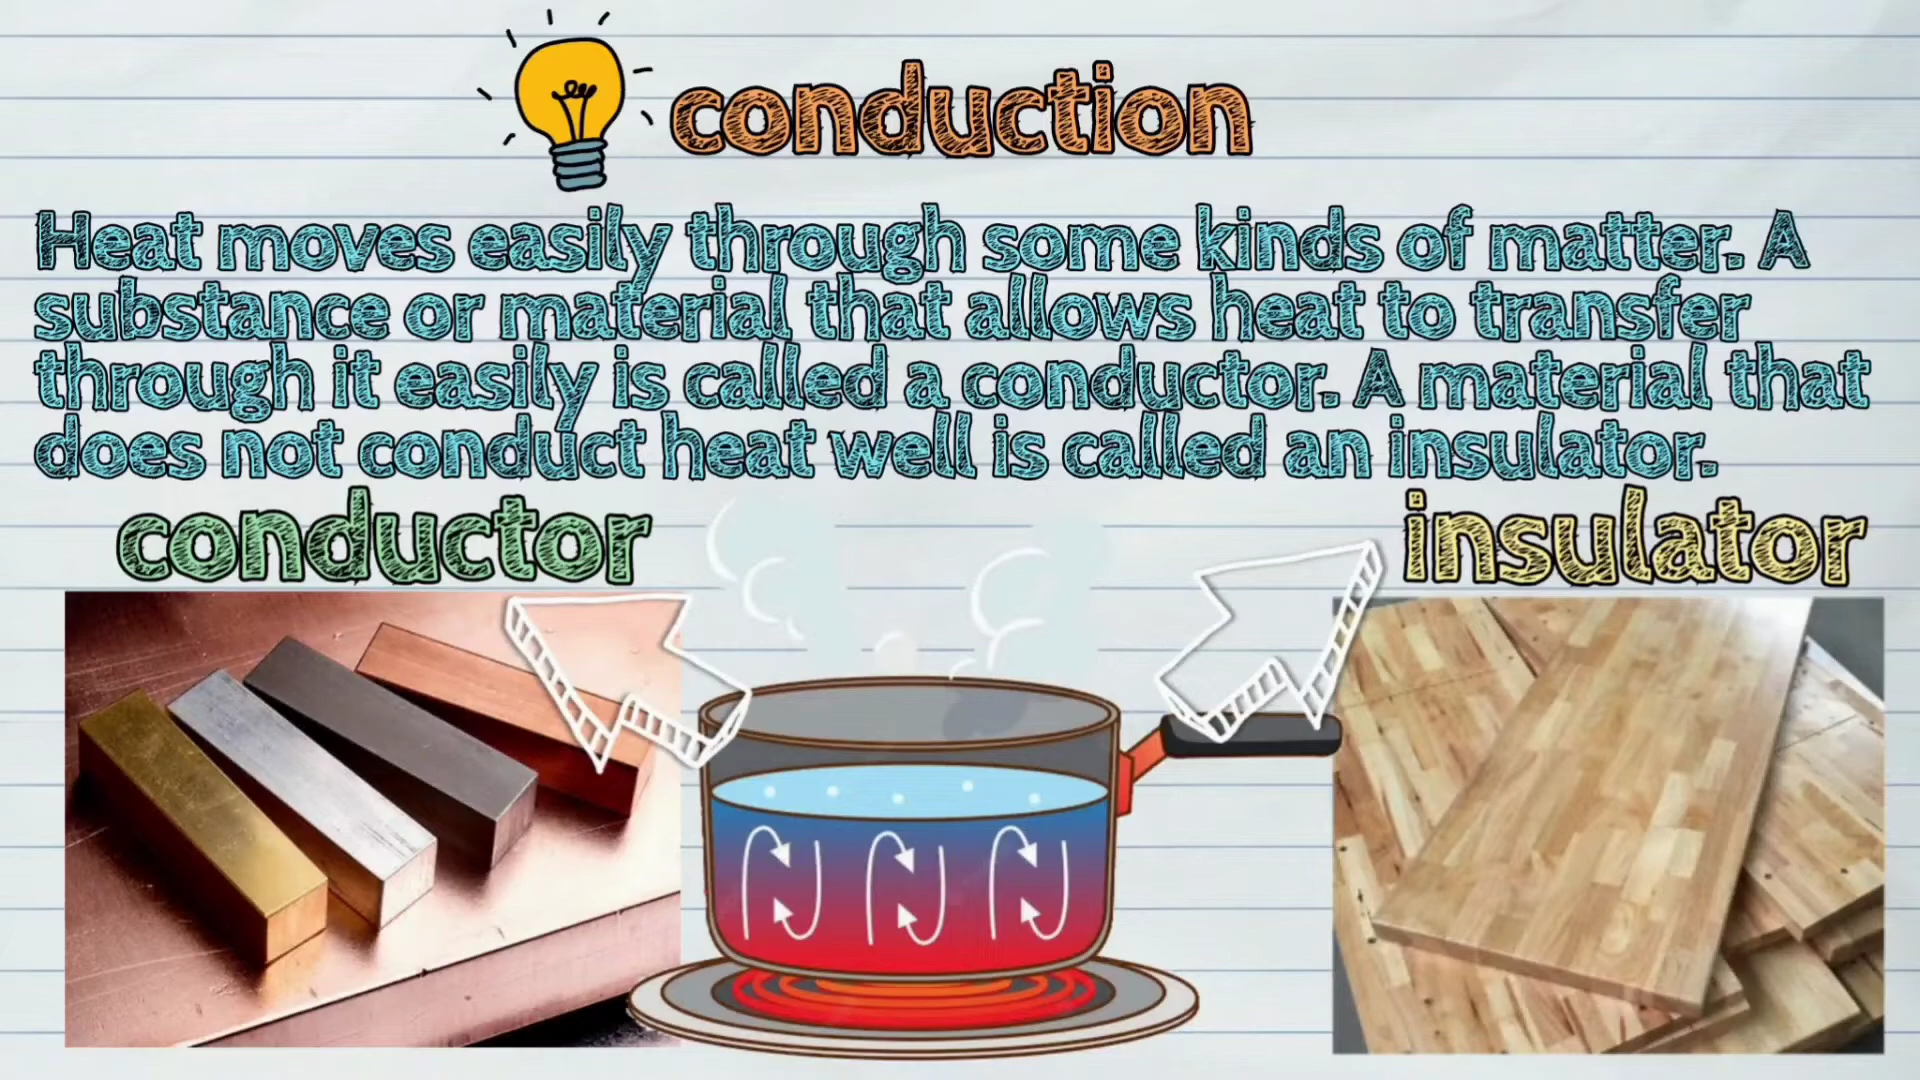 conduction
Heat moves easily through some kinds of matter. A
substance or material that allows heat to transfer
through it easily is called a conductor. A material that
does not conduct heat well is called an insulator.
conductor
insulator